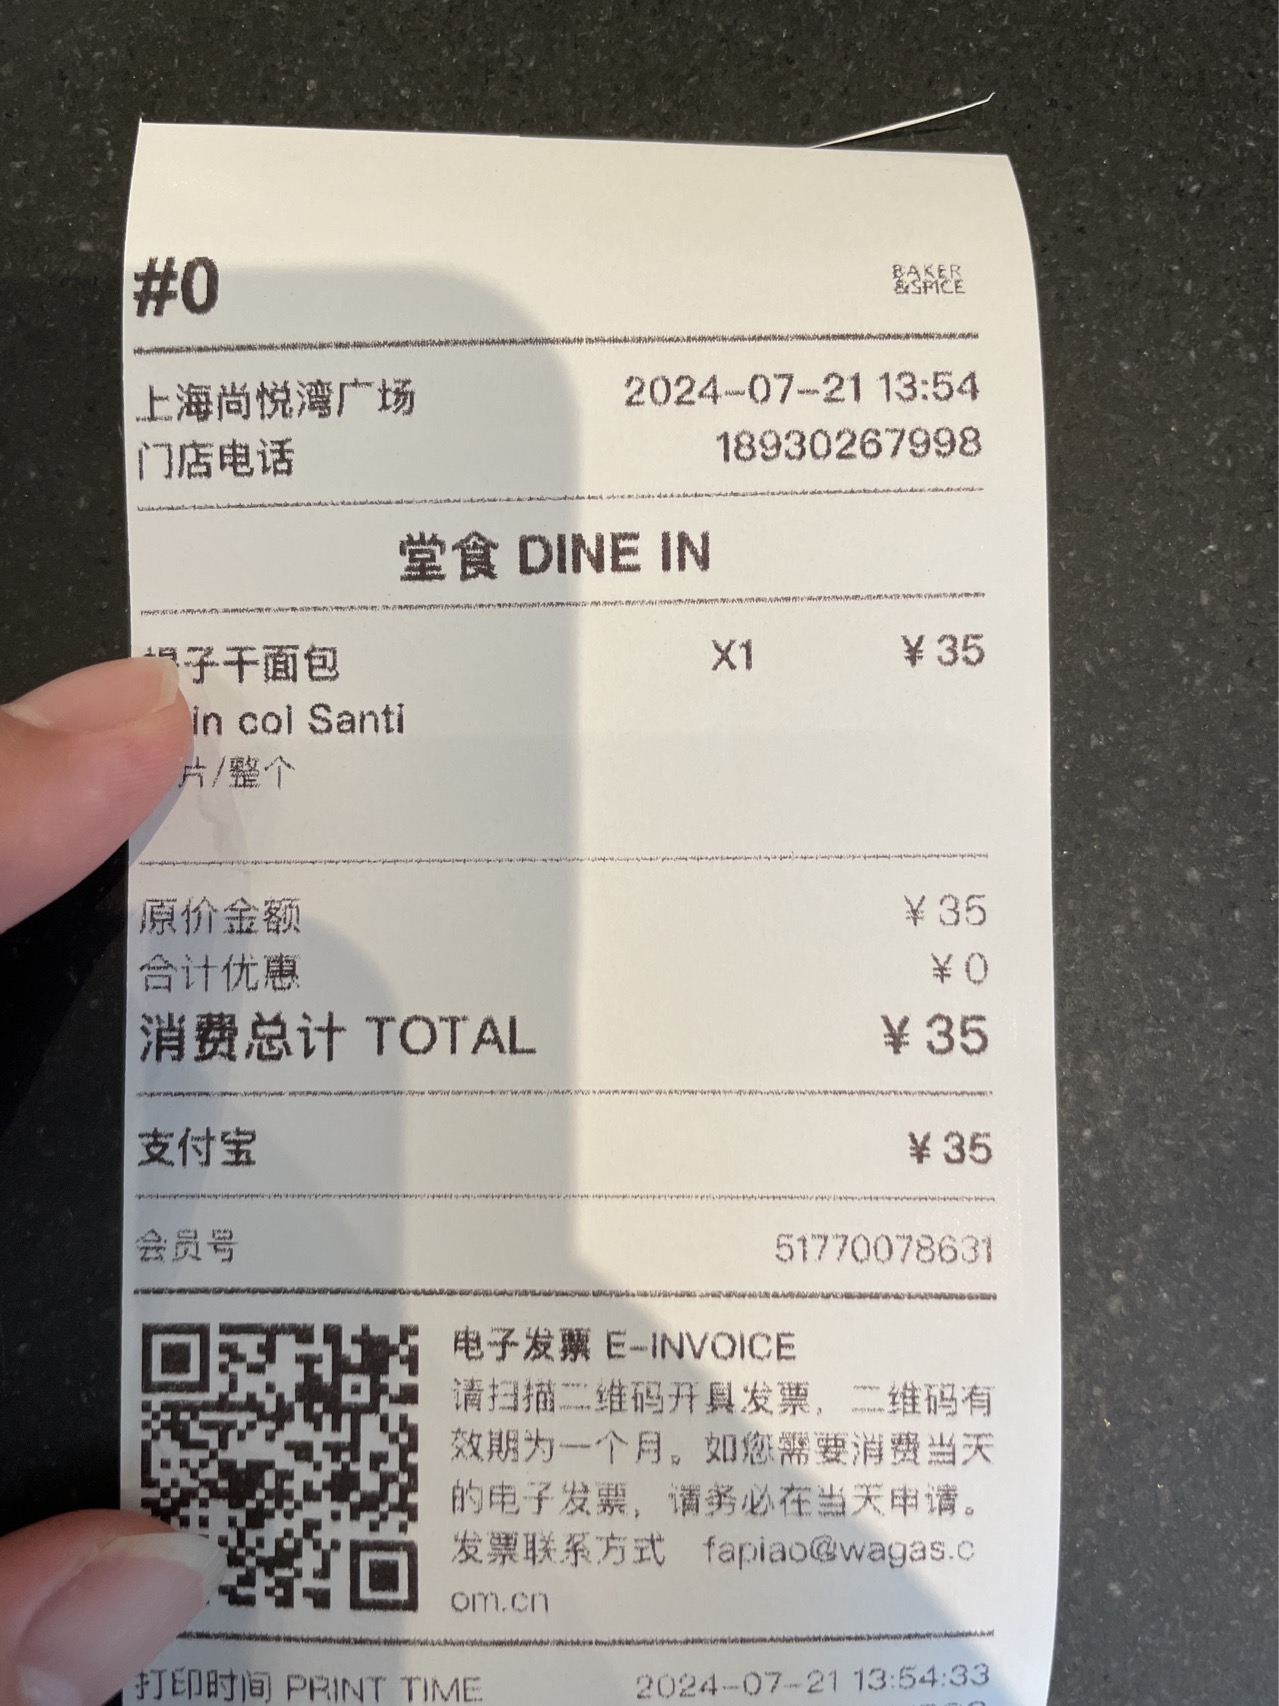 #0
BAKER
&SPICE
上海尚悦湾广场 2024-07-21 13:54
门店电话 18930267998
堂食 DINE IN
子干面包 X1 ¥35
in coi Santi
片/整个
原价金额 ¥35
合计优惠 ¥0
消费总计 TOTAL ¥35
支付宝 ¥35
会员号 51770078631
电子发票 E-INVOICE
请扫描二维码开具发票，二维码有
效期为一个月。如您需要消费当天
的电子发票，请务必在当天申请。
发票联系方式 fapiao@wagas.c
om.cn
打印时间 PRINT TIME 2024-07-21 13:54:33